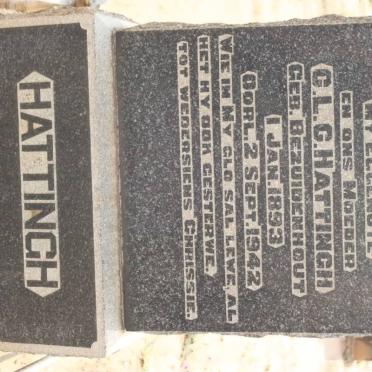 EN ONS MOEDER
C.L.G. HATTINGH
GEB BEZUIDENHOUT
1 JAN. 1893
OORL. 2 SEPT. 1942
WIE IN MY GLO SAL LEWE, AL
HET HY OOK GESTERWE.
TOT WEDERSIENS CHRISSIE.
HATTINGH